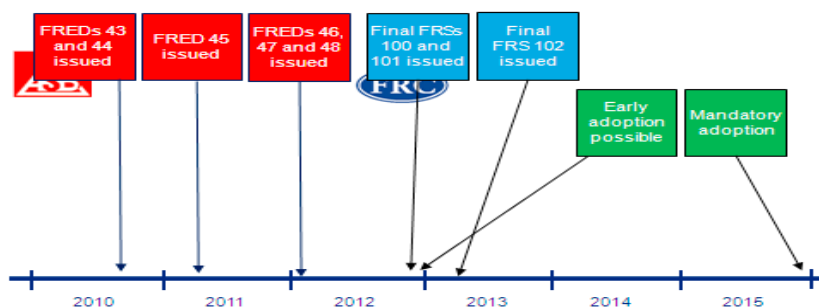 FREDs 43
and 44
issued
FRED 45
issued
FREDs 46,
47 and 48
issued
Final FRSs
100 and
101 issued
Final
FRS 102
issued
ASB
FRC
Early
adoption
possible
Mandatory
adoption
2010
2011
2012
2013
2014
2015